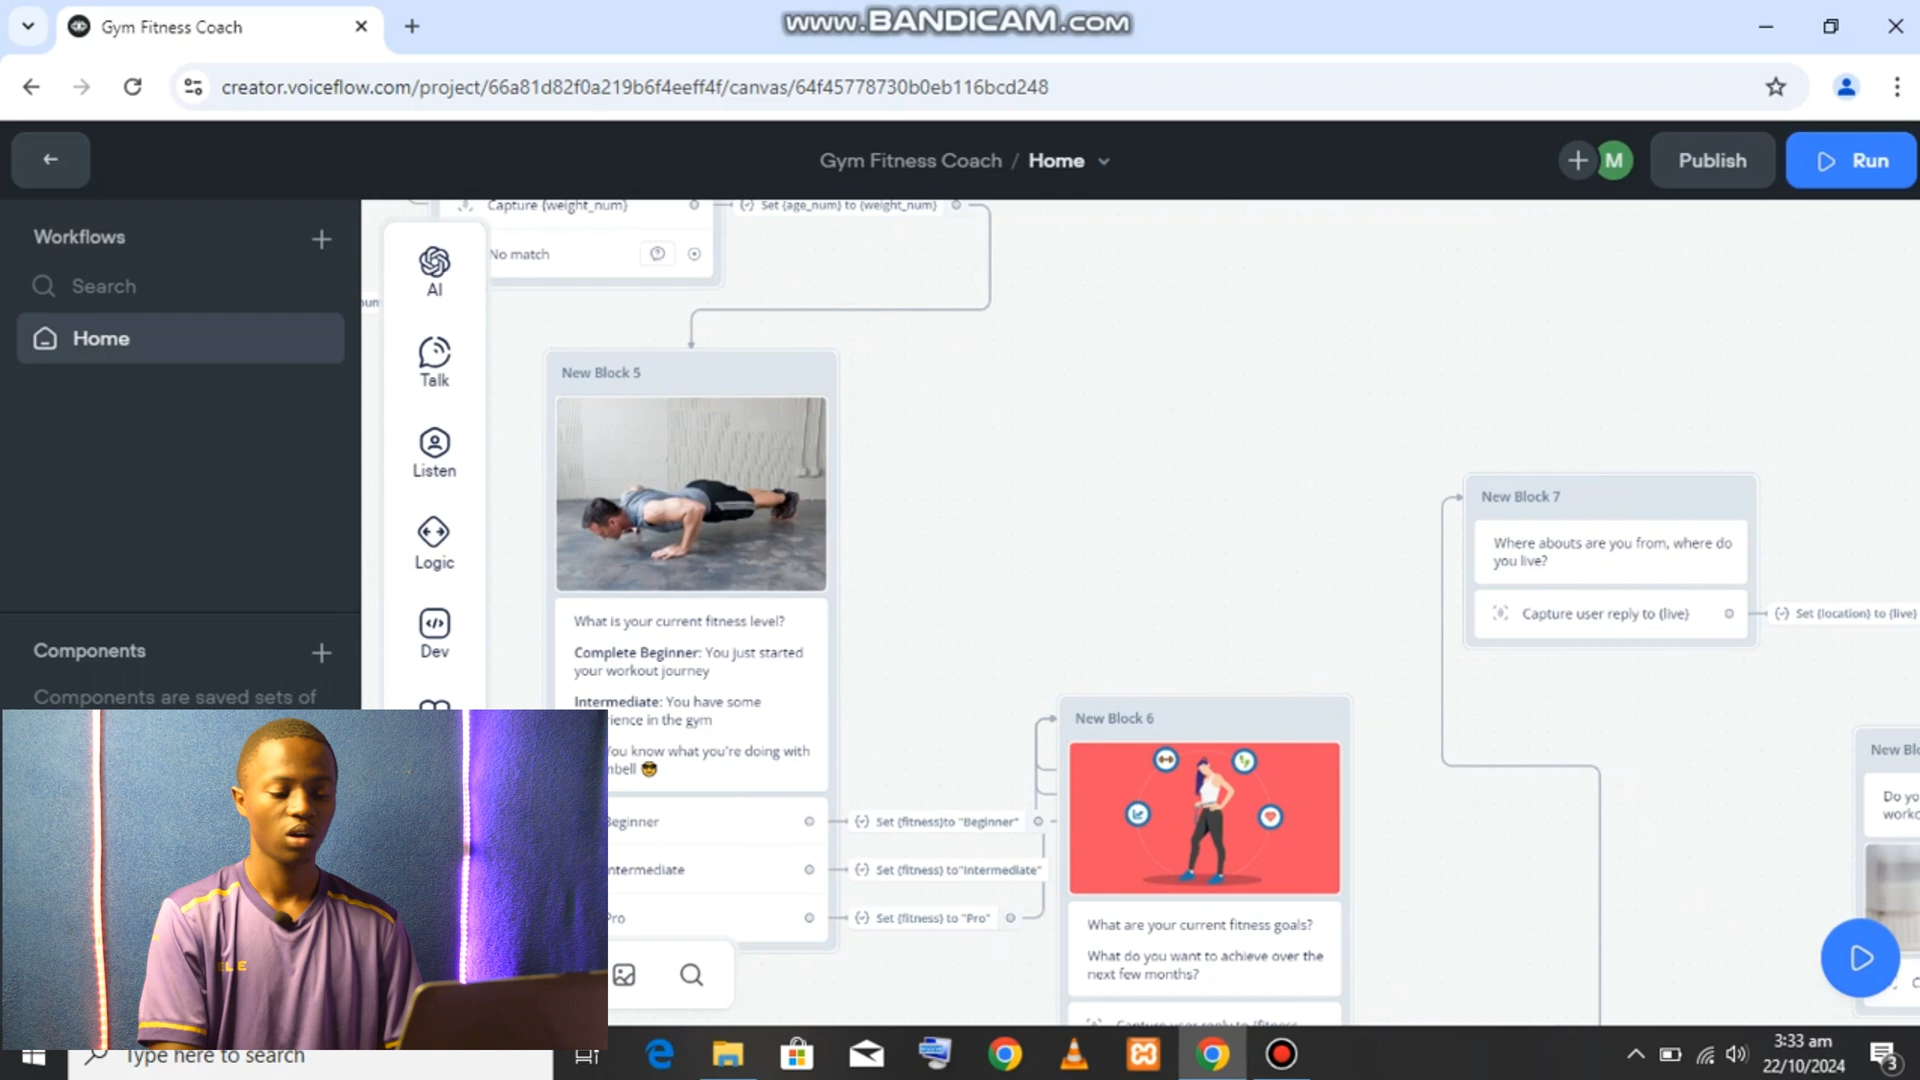 Gym Fitness Coach
www.BANDICAM.com
creator.voiceflow.com/project/66a81d82f0a219b6f4eeff4f/canvas/64f45778730b0eb116bcd248
Gym Fitness Coach / Home
M
Publish
Run
Workflows
Search
Home
Components
Components are saved sets of
AI
Talk
Listen
Logic
Dev
Capture {weight_num}
Set {age_num} to {weight_num}
No match
New Block 5
What is your current fitness level?
Complete Beginner: You just started
your workout journey
Intermediate: You have some
in the gym
ou know what you're doing with
Beginner
Set {fitness}to "Beginner"
ntermediate
Set {fitness} to"Intermediate"
Pro
Set {fitness} to "Pro"
New Block 6
What are your current fitness goals?
What do you want to achieve over the
next few months?
New Block 7
Where abouts are you from, where do
you live?
Capture user reply to {live}
Set {location} to {live}
New Blo
Do yo
worko
Type here to search
3:33 am
22/10/2024
3